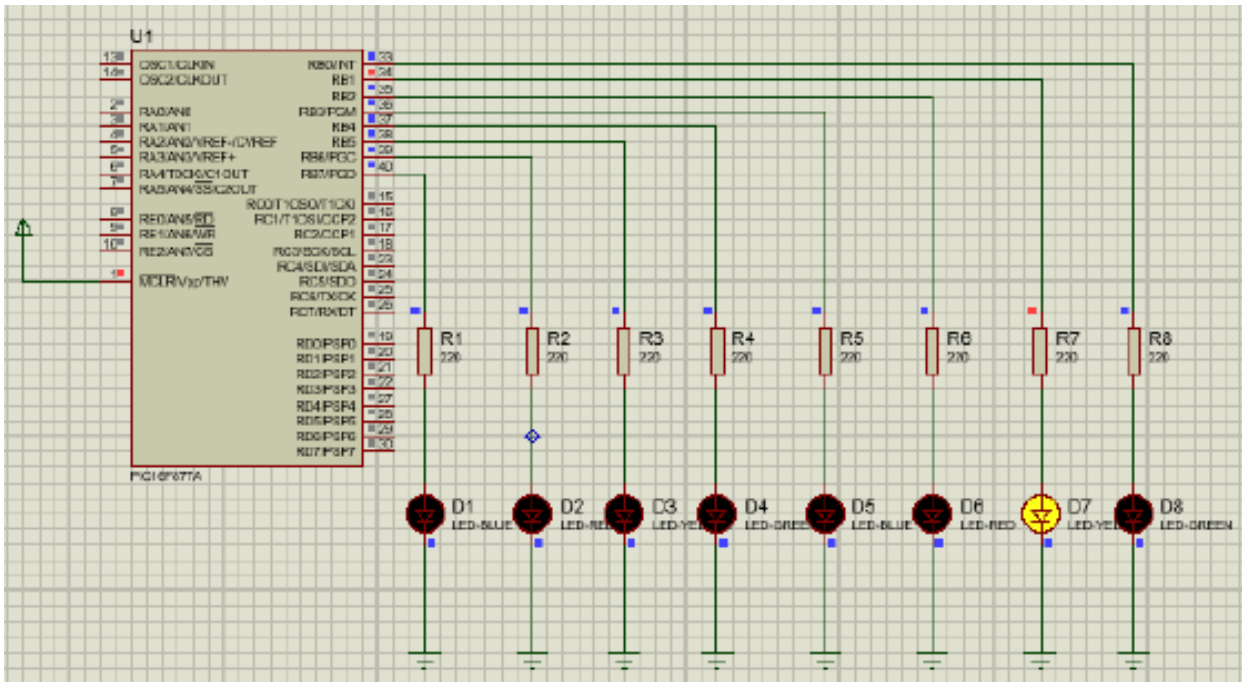 U1
13
OSC1/CLKIN
14
OSC2/CLKOUT
2
RA0/AN0
3
RA1/AN1
4
RA2/AN2/VREF-/CVREF
5
RA3/AN3/VREF+
6
RA4/T0CKI/C1OUT
7
RA5/AN4/SS/C2OUT
8
RE0/AN5/RD
9
RE1/AN6/WR
10
RE2/AN7/CS
1
MCLR/Vpp/THV
RB0/INT
33
RB1
34
RB2
35
RB3/PGM
36
RB4
37
RB5
38
RB6/PGC
39
RB7/PGD
40
RC0/T1OSO/T1CKI
15
RC1/T1OSI/CCP2
16
RC2/CCP1
17
RC3/SCK/SCL
18
RC4/SDI/SDA
23
RC5/SDO
24
RC6/TX/CK
25
RC7/RX/DT
26
RD0/PSP0
19
RD1/PSP1
20
RD2/PSP2
21
RD3/PSP3
22
RD4/PSP4
27
RD5/PSP5
28
RD6/PSP6
29
RD7/PSP7
30
PIC16F877A
R1
220
R2
220
R3
220
R4
220
R5
220
R6
220
R7
220
R8
220
D1
LED-BLUE
D2
LED-RED
D3
LED-YE
D4
LED-GREEN
D5
LED-BLUE
D6
LED-RED
D7
LED-YE
D8
LED-GREEN